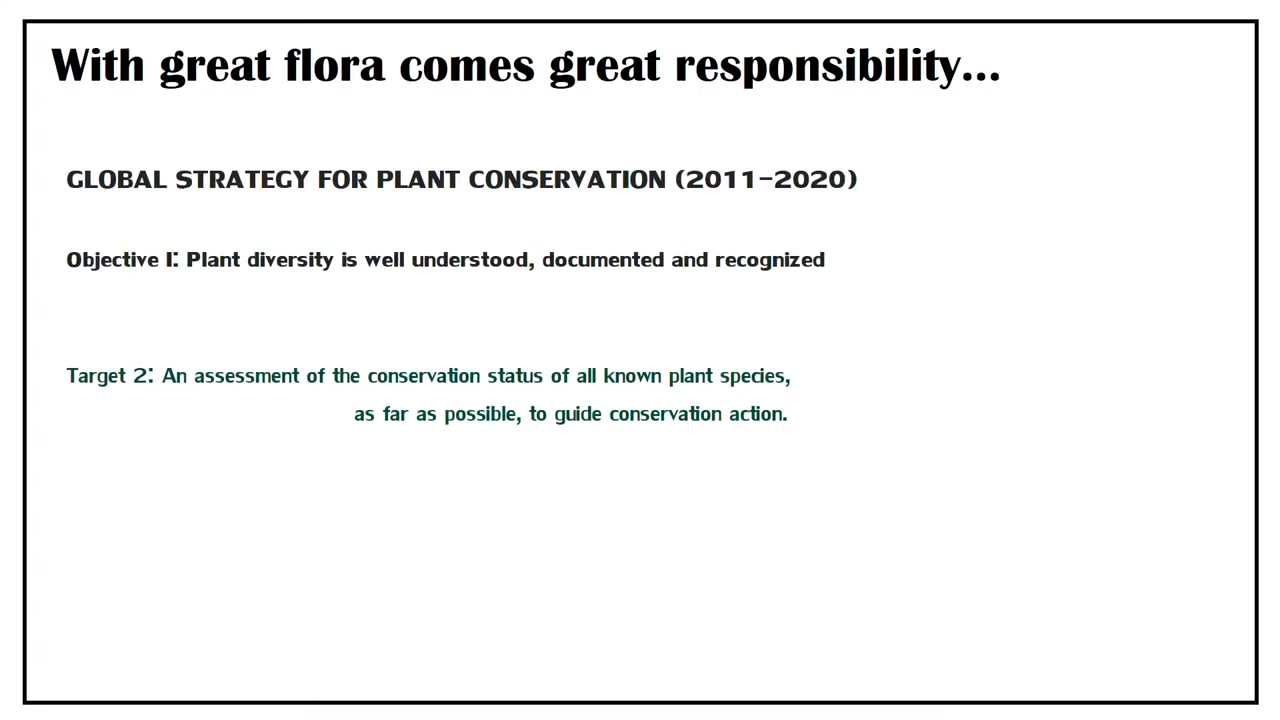 With great flora comes great responsibility...
GLOBAL STRATEGY FOR PLANT CONSERVATION (2011-2020)
Objective I: Plant diversity is well understood, documented and recognized
Target 2: An assessment of the conservation status of all known plant species,
as far as possible, to guide conservation action.